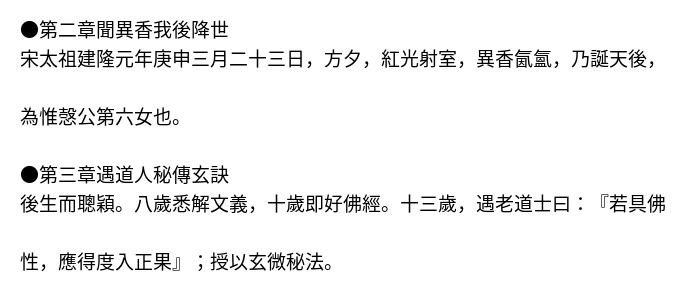 ●第二章聞異香我後降世
宋太祖建隆元年庚申三月二十三日，方夕，紅光射室，異香氤氳，乃誕天後，
為惟愨公第六女也。
●第三章遇道人秘傳玄訣
後生而聰穎。八歲悉解文義，十歲即好佛經。十三歲，遇老道士曰：『若具佛
性，應得度入正果』；授以玄微秘法。